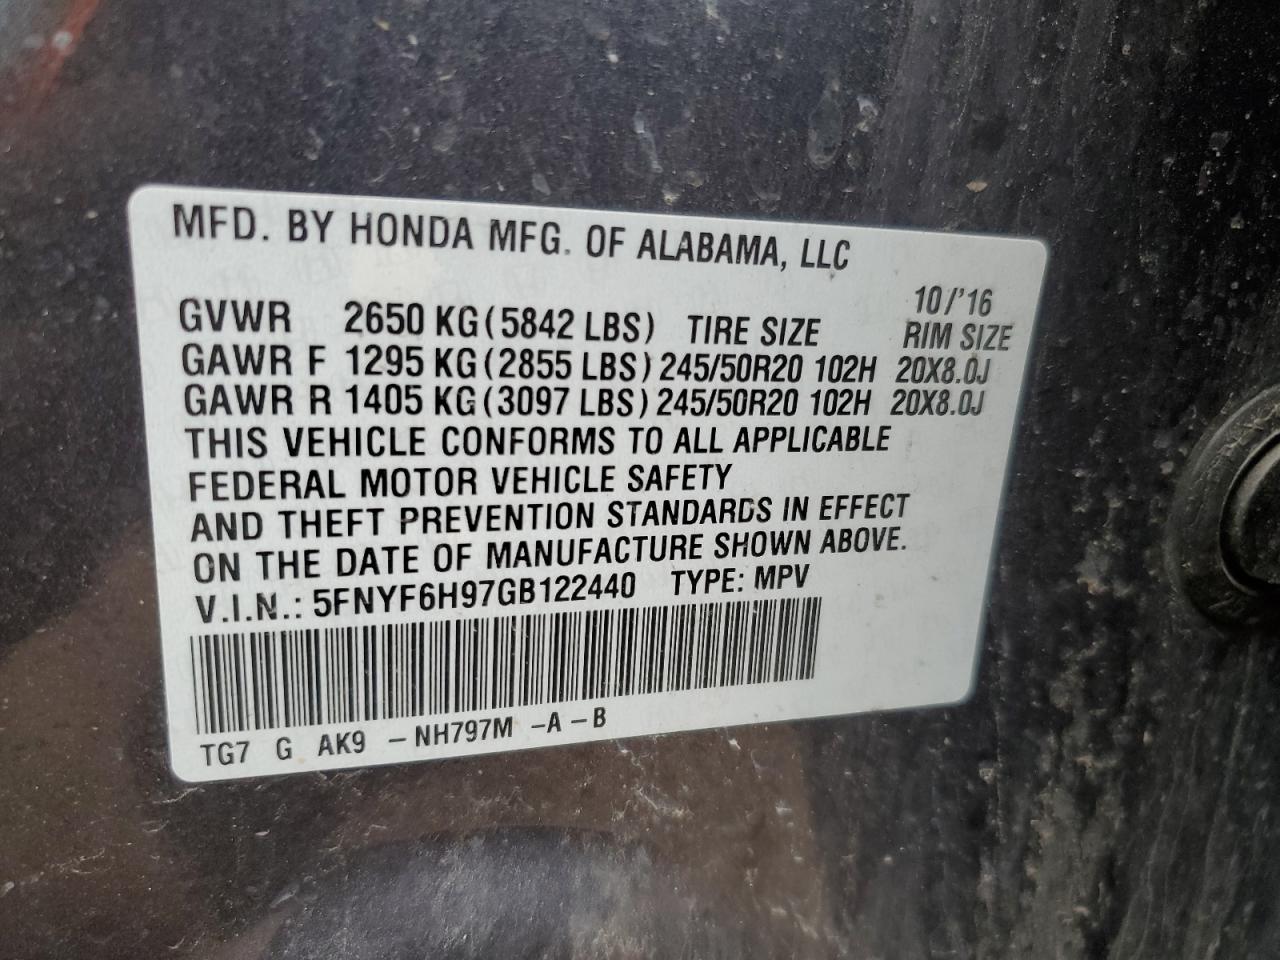 MFD. BY HONDA MFG. OF ALABAMA, LLC
10/'16
GVWR 2650 KG (5842 LBS) TIRE SIZE RIM SIZE
GAWR F 1295 KG (2855 LBS) 245/50R20 102H 20X8.0J
GAWR R 1405 KG (3097 LBS) 245/50R20 102H 20X8.0J
THIS VEHICLE CONFORMS TO ALL APPLICABLE
FEDERAL MOTOR VEHICLE SAFETY
AND THEFT PREVENTION STANDARDS IN EFFECT
ON THE DATE OF MANUFACTURE SHOWN ABOVE.
V.I.N.: 5FNYF6H97GB122440 TYPE: MPV
TG7 G AK9 - NH797M - A - B